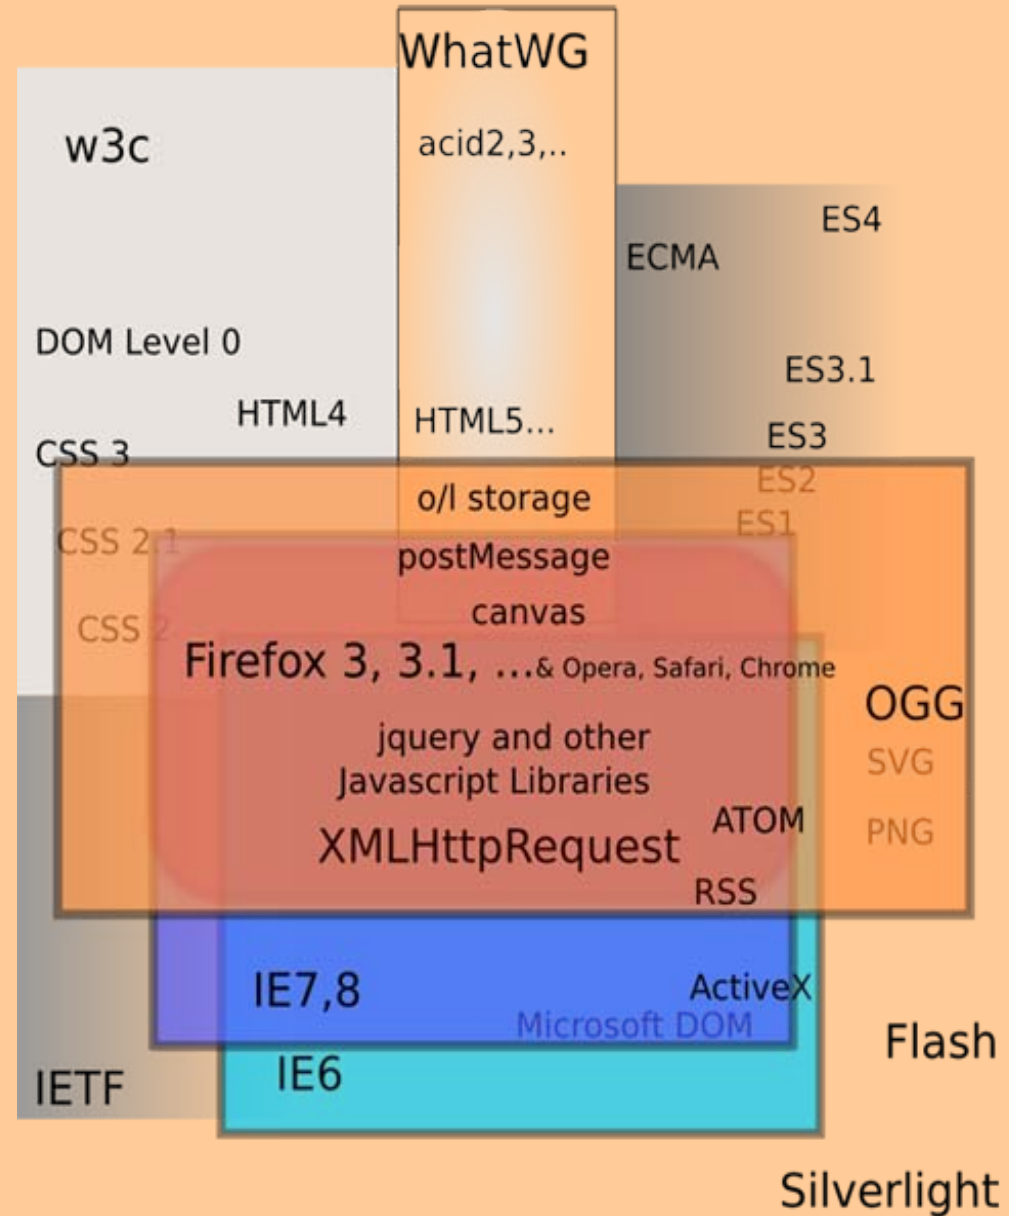 WhatWG
w3c
acid2,3,..
ES4
ECMA
DOM Level 0
ES3.1
HTML4
HTML5...
ES3
CSS 3
ES2
o/l storage
ES1
CSS 2 1
postMessage
canvas
CSS 2
Firefox 3, 3.1, ...& Opera, Safari, Chrome
OGG
jquery and other
SVG
Javascript Libraries
ATOM
PNG
XMLHttpRequest
RSS
IE7,8
ActiveX
Microsoft DOM
Flash
IE6
IETF
Silverlight